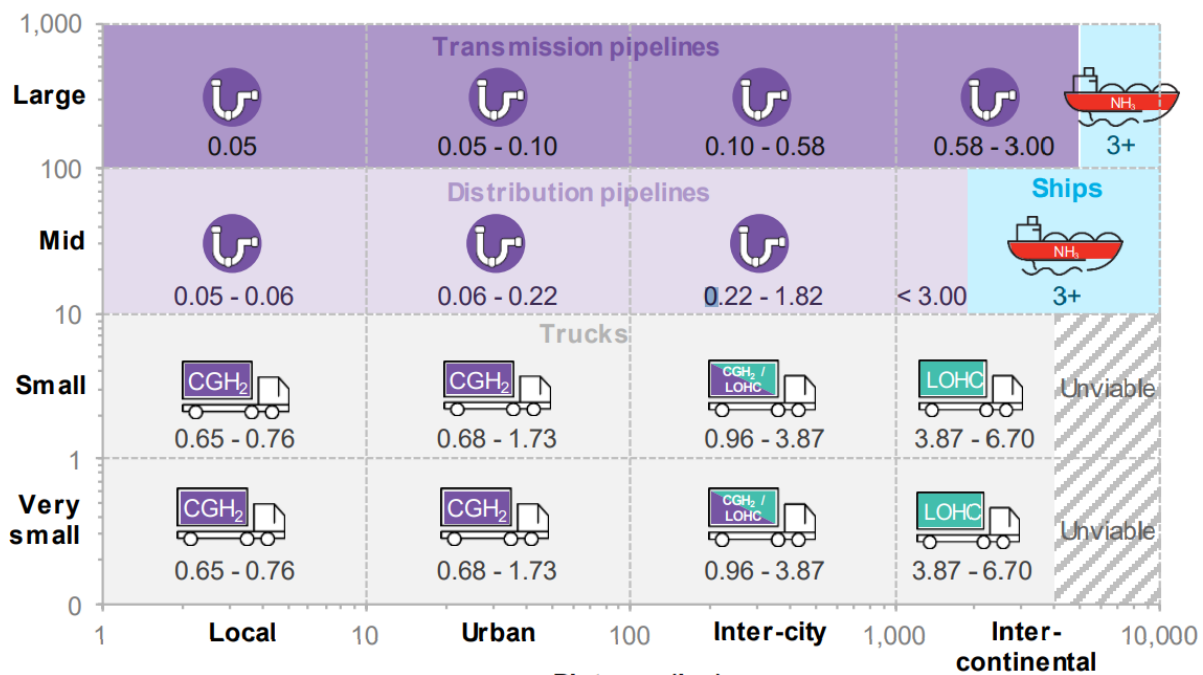 1,000
Transmission pipelines
Large
NH₃
0.05
0.05 - 0.10
0.10 - 0.58
0.58 - 3.00
3+
100
Distribution pipelines
Ships
Mid
NH₃
0.05 - 0.06
0.06 - 0.22
0.22 - 1.82
< 3.00
3+
10
Trucks
Small
CGH₂
CGH₂
CGH₂ /
LOHC
LOHC
Unviable
0.65 - 0.76
0.68 - 1.73
0.96 - 3.87
3.87 - 6.70
1
Very
small
CGH₂
CGH₂
CGH₂ /
LOHC
LOHC
Unviable
0.65 - 0.76
0.68 - 1.73
0.96 - 3.87
3.87 - 6.70
0
1
Local
10
Urban
100
Inter-city
1,000
Inter-
continental
10,000